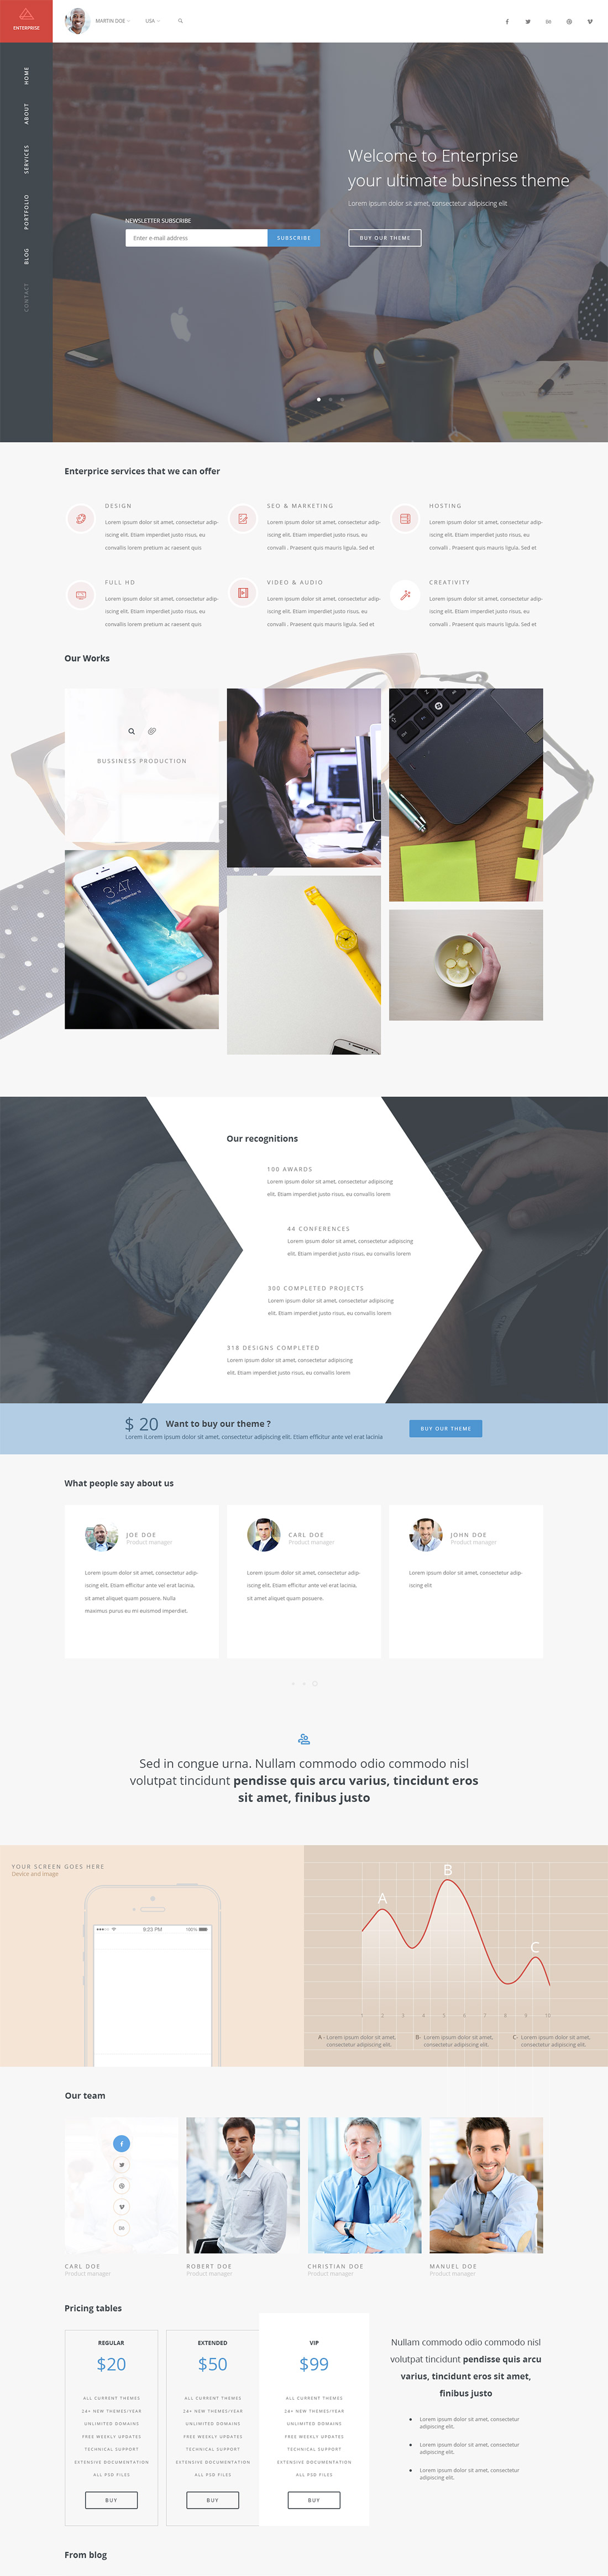 ENTERPRISE
MARTIN DOE
USA
HOME
ABOUT
SERVICES
PORTFOLIO
BLOG
CONTACT
Welcome to Enterprise
your ultimate business theme
Lorem ipsum dolor sit amet, consectetur adipiscing elit
NEWSLETTER SUBSCRIBE
Enter e-mail address
SUBSCRIBE
BUY OUR THEME
Enterprice services that we can offer
DESIGN
Lorem ipsum dolor sit amet, consectetur adip-
iscing elit. Etiam imperdiet justo risus, eu
convallis lorem pretium ac raesent quis
SEO & MARKETING
Lorem ipsum dolor sit amet, consectetur adip-
iscing elit. Etiam imperdiet justo risus, eu
convalli . Praesent quis mauris ligula. Sed et
HOSTING
Lorem ipsum dolor sit amet, consectetur adip-
iscing elit. Etiam imperdiet justo risus, eu
convalli . Praesent quis mauris ligula. Sed et
FULL HD
Lorem ipsum dolor sit amet, consectetur adip-
iscing elit. Etiam imperdiet justo risus, eu
convallis lorem pretium ac raesent quis
VIDEO & AUDIO
Lorem ipsum dolor sit amet, consectetur adip-
iscing elit. Etiam imperdiet justo risus, eu
convalli . Praesent quis mauris ligula. Sed et
CREATIVITY
Lorem ipsum dolor sit amet, consectetur adip-
iscing elit. Etiam imperdiet justo risus, eu
convalli . Praesent quis mauris ligula. Sed et
Our Works
BUSSINESS PRODUCTION
3:47
Our recognitions
100 AWARDS
Lorem ipsum dolor sit amet, consectetur adipiscing
elit. Etiam imperdiet justo risus, eu convallis lorem
44 CONFERENCES
Lorem ipsum dolor sit amet, consectetur adipiscing
elit. Etiam imperdiet justo risus, eu convallis lorem
300 COMPLETED PROJECTS
Lorem ipsum dolor sit amet, consectetur adipiscing
elit. Etiam imperdiet justo risus, eu convallis lorem
318 DESIGNS COMPLETED
Lorem ipsum dolor sit amet, consectetur adipiscing
elit. Etiam imperdiet justo risus, eu convallis lorem
$ 20 Want to buy our theme ?
Lorem iLorem ipsum dolor sit amet, consectetur adipiscing elit. Etiam efficitur ante vel erat lacinia
BUY OUR THEME
What people say about us
JOE DOE
Product manager
Lorem ipsum dolor sit amet, consectetur adip-
iscing elit. Etiam efficitur ante vel erat lacinia,
sit amet aliquet quam posuere. Nulla
maximus purus eu mi euismod imperdiet.
CARL DOE
Product manager
Lorem ipsum dolor sit amet, consectetur adip-
iscing elit. Etiam efficitur ante vel erat lacinia,
sit amet aliquet quam posuere.
JOHN DOE
Product manager
Lorem ipsum dolor sit amet, consectetur adip-
iscing elit
Sed in congue urna. Nullam commodo odio commodo nisl
volutpat tincidunt pendisse quis arcu varius, tincidunt eros
sit amet, finibus justo
YOUR SCREEN GOES HERE
Device and image
9:23 PM
100%
A
B
C
1 2 3 4 5 6 7 8 9 10
A - Lorem ipsum dolor sit amet,
consectetur adipiscing elit.
B- Lorem ipsum dolor sit amet,
consectetur adipiscing elit.
C- Lorem ipsum dolor sit amet,
consectetur adipiscing elit.
Our team
CARL DOE
Product manager
ROBERT DOE
Product manager
CHRISTIAN DOE
Product manager
MANUEL DOE
Product manager
Pricing tables
REGULAR
$20
ALL CURRENT THEMES
24+ NEW THEMES/YEAR
UNLIMITED DOMAINS
FREE WEEKLY UPDATES
TECHNICAL SUPPORT
EXTENSIVE DOCUMENTATION
ALL PSD FILES
BUY
EXTENDED
$50
ALL CURRENT THEMES
24+ NEW THEMES/YEAR
UNLIMITED DOMAINS
FREE WEEKLY UPDATES
TECHNICAL SUPPORT
EXTENSIVE DOCUMENTATION
ALL PSD FILES
BUY
VIP
$99
ALL CURRENT THEMES
24+ NEW THEMES/YEAR
UNLIMITED DOMAINS
FREE WEEKLY UPDATES
TECHNICAL SUPPORT
EXTENSIVE DOCUMENTATION
ALL PSD FILES
BUY
Nullam commodo odio commodo nisl
volutpat tincidunt pendisse quis arcu
varius, tincidunt eros sit amet,
finibus justo
Lorem ipsum dolor sit amet, consectetur
adipiscing elit.
Lorem ipsum dolor sit amet, consectetur
adipiscing elit.
Lorem ipsum dolor sit amet, consectetur
adipiscing elit.
From blog